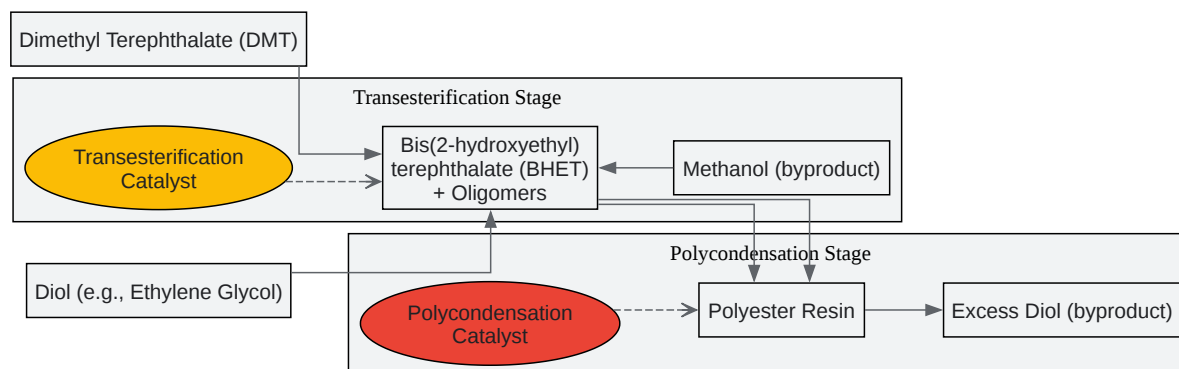 Dimethyl Terephthalate (DMT)
Transesterification Stage
Transesterification
Catalyst
Bis(2-hydroxyethyl)
terephthalate (BHET)
+ Oligomers
Methanol (byproduct)
Polycondensation Stage
Diol (e.g., Ethylene Glycol)
Polycondensation
Catalyst
Polyester Resin
Excess Diol (byproduct)